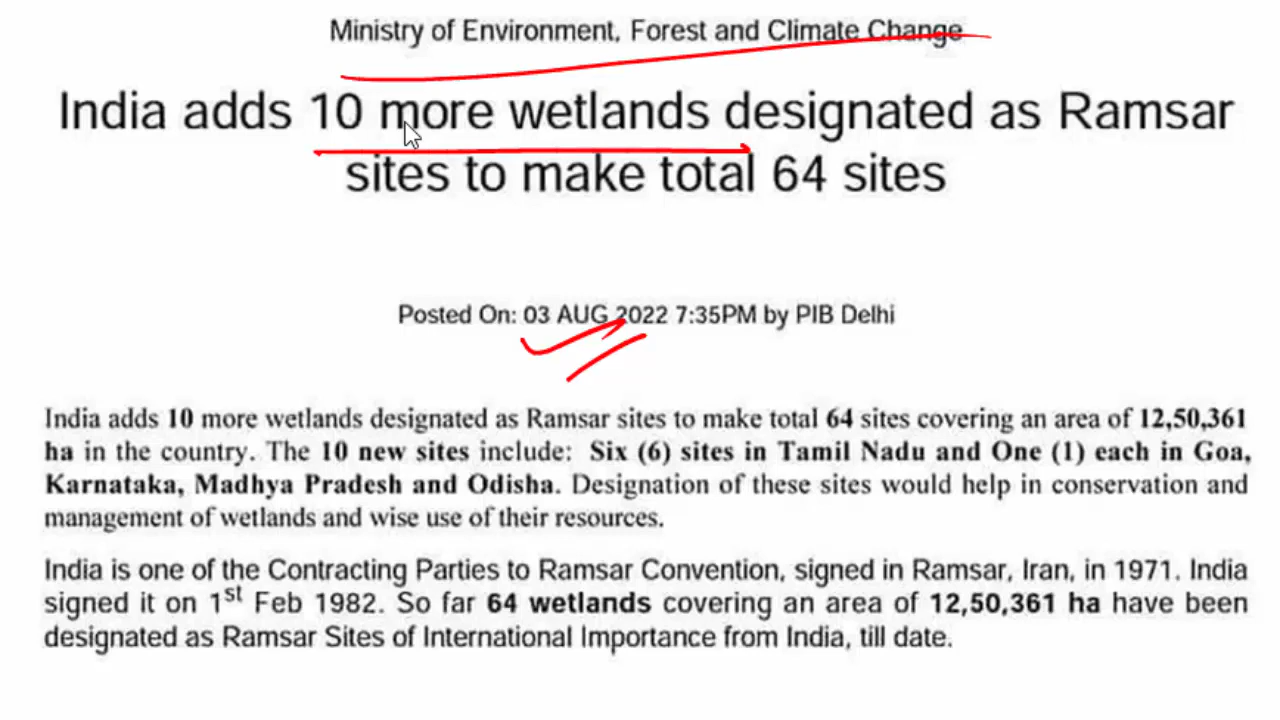 Ministry of Environment, Forest and Climate Change
India adds 10 more wetlands designated as Ramsar
sites to make total 64 sites
Posted On: 03 AUG 2022 7:35PM by PIB Delhi
India adds 10 more wetlands designated as Ramsar sites to make total 64 sites covering an area of 12,50,361
ha in the country. The 10 new sites include: Six (6) sites in Tamil Nadu and One (1) each in Goa,
Karnataka, Madhya Pradesh and Odisha. Designation of these sites would help in conservation and
management of wetlands and wise use of their resources.
India is one of the Contracting Parties to Ramsar Convention, signed in Ramsar, Iran, in 1971. India
signed it on 1st Feb 1982. So far 64 wetlands covering an area of 12,50,361 ha have been
designated as Ramsar Sites of International Importance from India, till date.